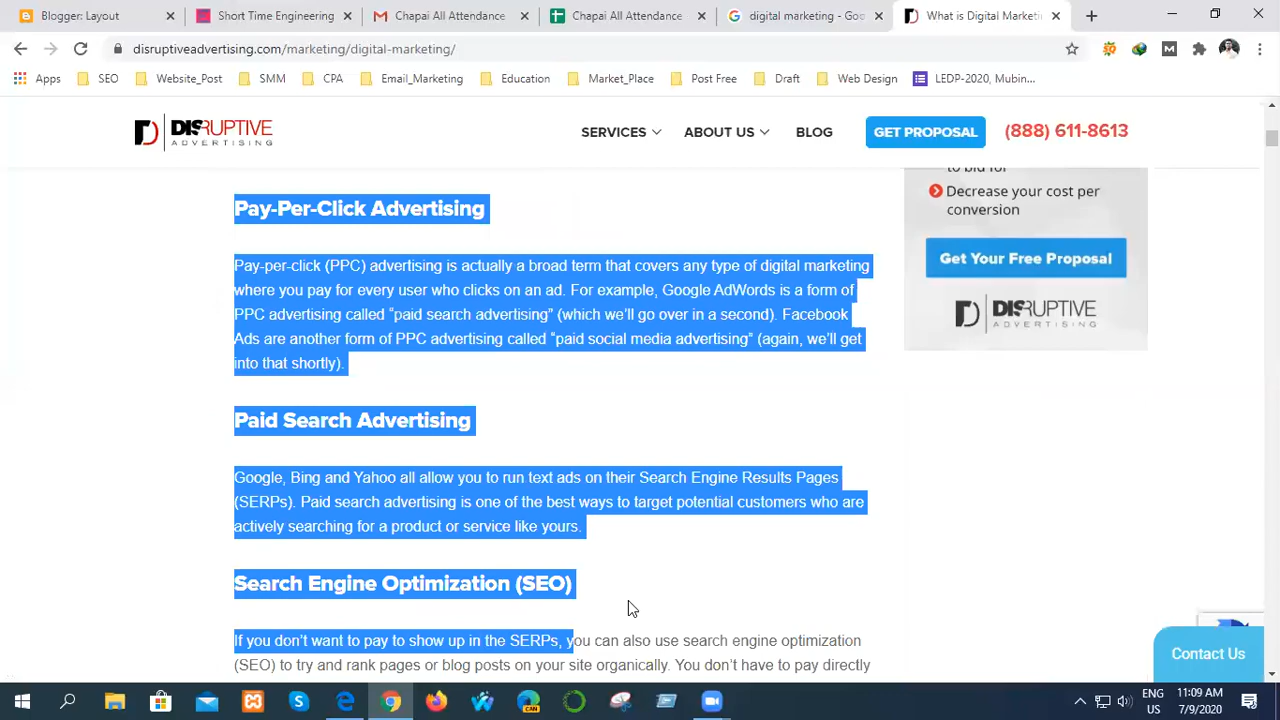 Blogger: Layout
Short Time Engineering
Chapai All Attendance
Chapai All Attendance
digital marketing - Goo
What is Digital Marketi
disruptiveadvertising.com/marketing/digital-marketing/
Apps
SEO
Website_Post
SMM
CPA
Email_Marketing
Education
Market_Place
Post Free
Draft
Web Design
LEDP-2020, Mubin...
DISRUPTIVE
ADVERTISING
SERVICES
ABOUT US
BLOG
GET PROPOSAL
(888) 611-8613
to bid for
Decrease your cost per
conversion
Get Your Free Proposal
DISRUPTIVE
ADVERTISING
Pay-Per-Click Advertising
Pay-per-click (PPC) advertising is actually a broad term that covers any type of digital marketing
where you pay for every user who clicks on an ad. For example, Google AdWords is a form of
PPC advertising called “paid search advertising” (which we’ll go over in a second). Facebook
Ads are another form of PPC advertising called “paid social media advertising” (again, we’ll get
into that shortly).
Paid Search Advertising
Google, Bing and Yahoo all allow you to run text ads on their Search Engine Results Pages
(SERPs). Paid search advertising is one of the best ways to target potential customers who are
actively searching for a product or service like yours.
Search Engine Optimization (SEO)
If you don’t want to pay to show up in the SERPs, you can also use search engine optimization
(SEO) to try and rank pages or blog posts on your site organically. You don’t have to pay directly
Contact Us
CAN
ENG
US
11:09 AM
7/9/2020